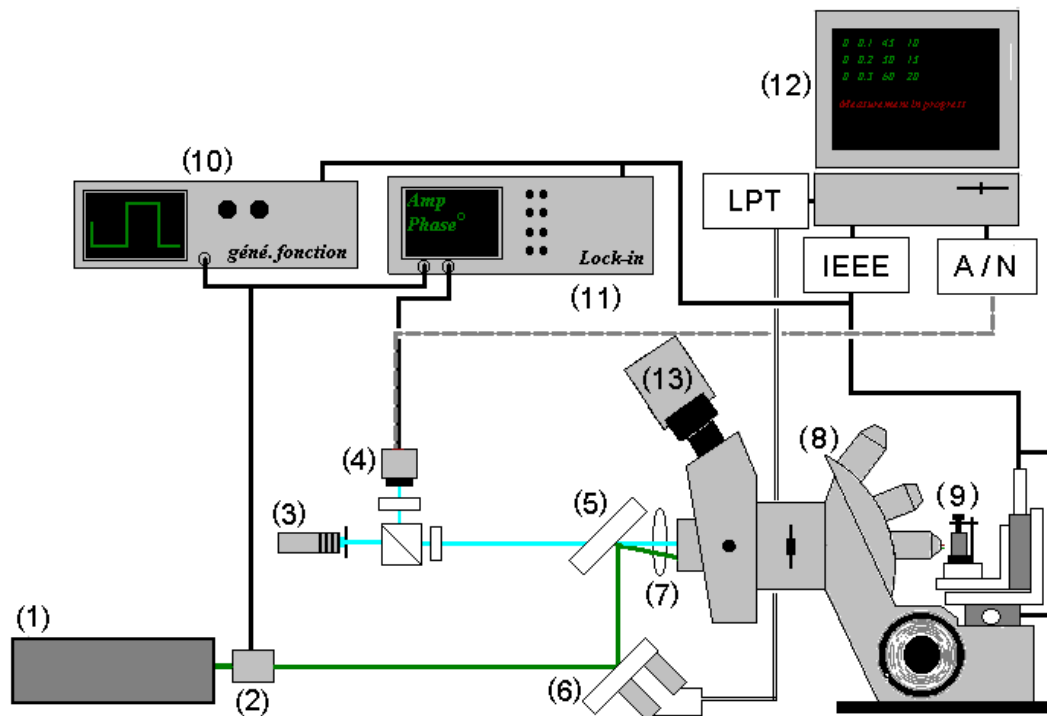 0 0.1 45 10
0 0.2 50 15
0 0.3 60 20
Measurement in progress
(12)
(10)
LPT
Amp
Phase°
géné. fonction
Lock-in
IEEE
A / N
(11)
(13)
(8)
(4)
(5)
(9)
(3)
(7)
(1)
(6)
(2)